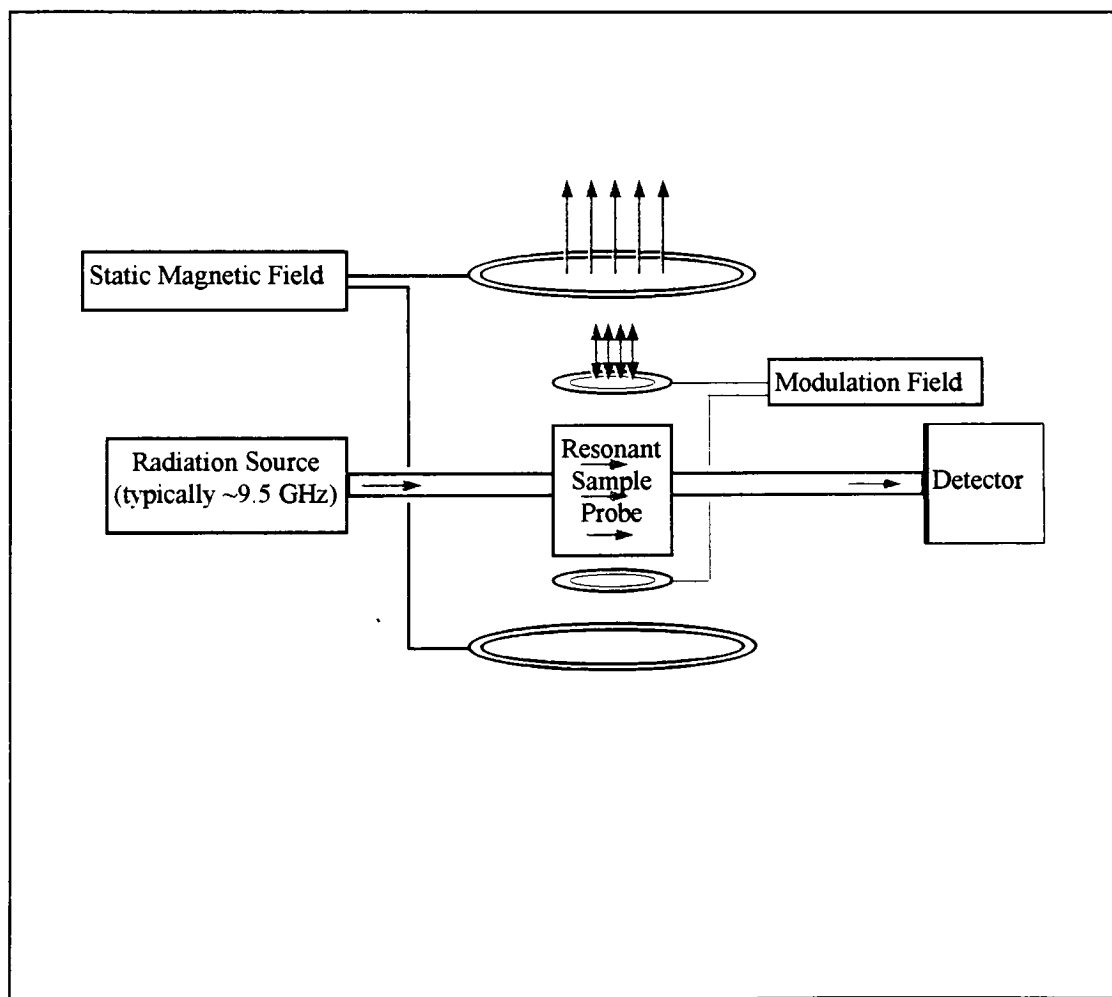 Static Magnetic Field
Modulation Field
Radiation Source
(typically ~9.5 GHz)
Resonant
Sample
Probe
Detector